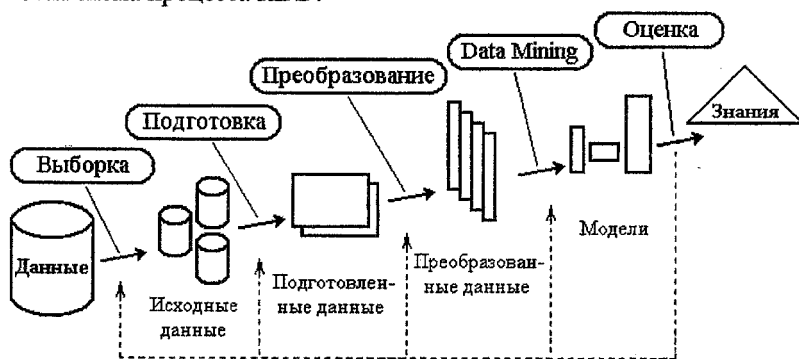 Оценка
Data Mining
Преобразование
Знания
Подготовка
Выборка
Модели
Данные
Преобразован-
ные данные
Подготовлен-
ные данные
Исходные
данные